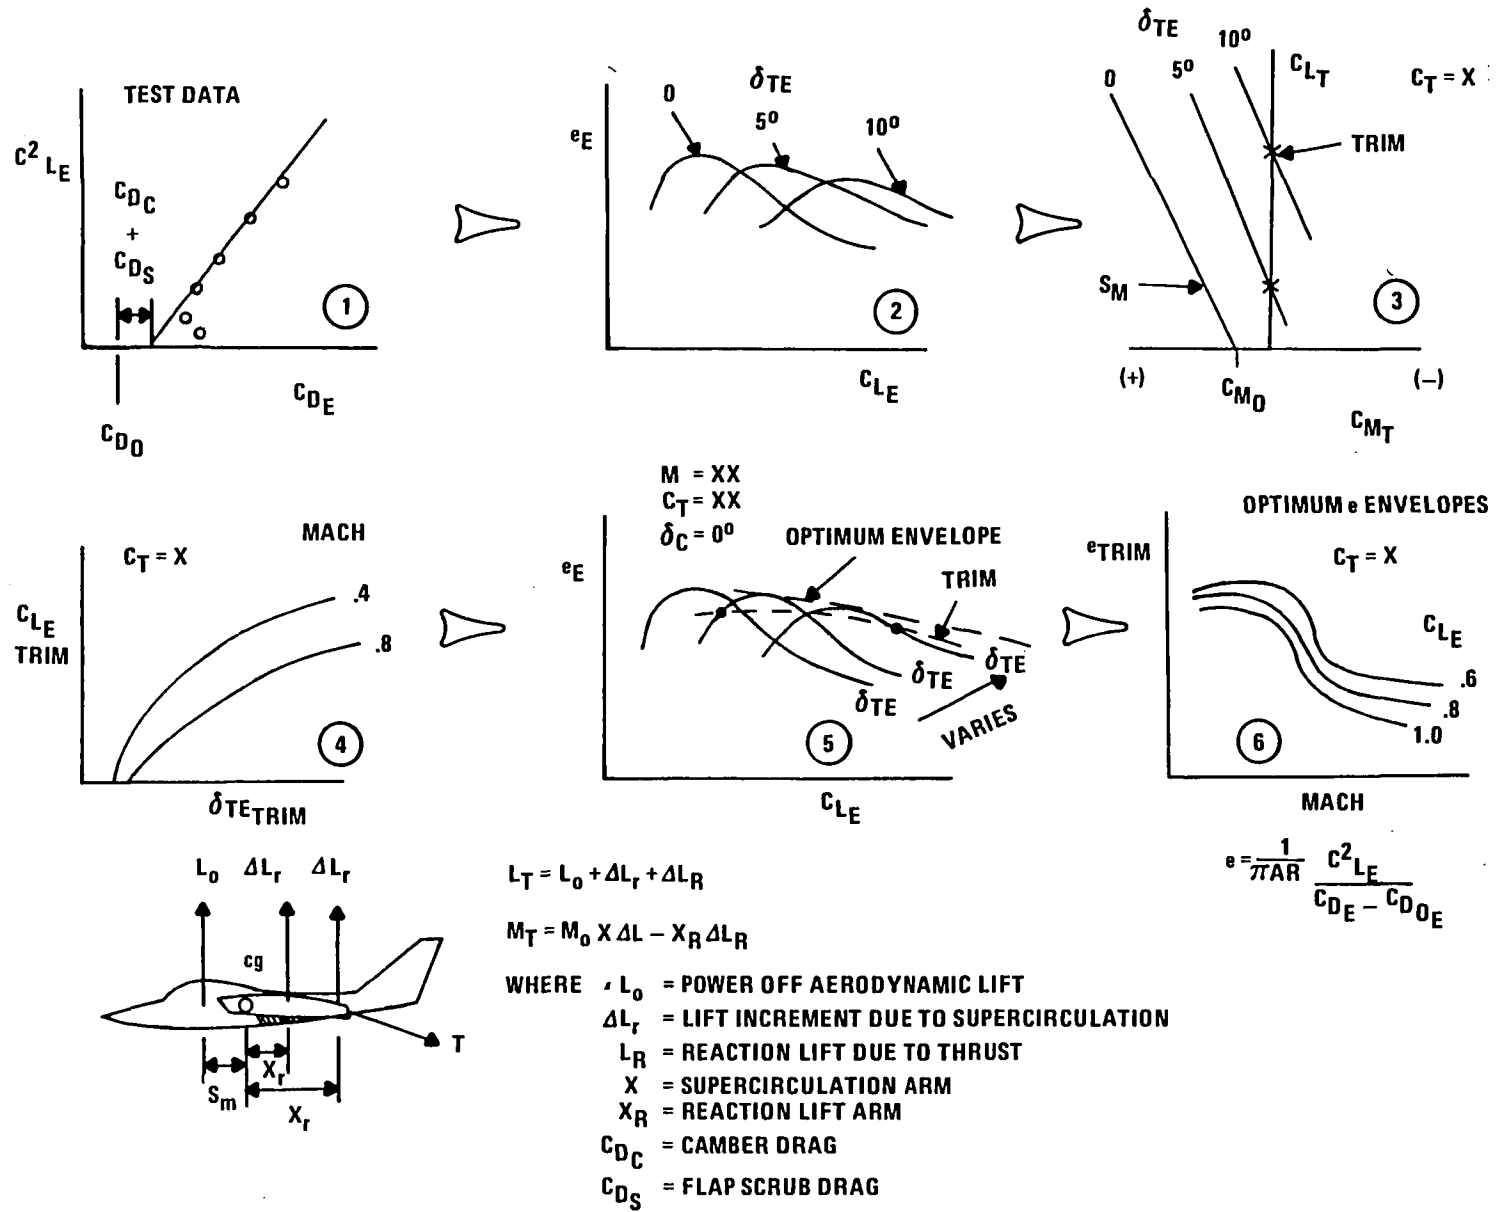 TEST DATA
C²LE
CDC
+
CDS
1
CDE
CD0
eE
δTE
0
5⁰
10⁰
2
CLE
δTE
0
5⁰
10⁰
CLT
CT = X
TRIM
SM
3
(+)
CM0
(−)
CMT
MACH
CT = X
CLE
TRIM
.4
.8
4
δTETRIM
M = XX
CT = XX
δC = 0⁰
OPTIMUM ENVELOPE
eE
TRIM
δTE
δTE
δTE
VARIES
5
CLE
OPTIMUM e ENVELOPES
eTRIM
CT = X
CLE
.6
.8
1.0
6
MACH
e = 1/πAR C²LE / CDE − CD0E
Lo ΔLr ΔLr
cg
T
Xr
Sm
Xr
LT = Lo + ΔLr + ΔLR
MT = Mo X ΔL − XR ΔLR
WHERE Lo = POWER OFF AERODYNAMIC LIFT
ΔLr = LIFT INCREMENT DUE TO SUPERCIRCULATION
LR = REACTION LIFT DUE TO THRUST
X = SUPERCIRCULATION ARM
XR = REACTION LIFT ARM
CDC = CAMBER DRAG
CDS = FLAP SCRUB DRAG